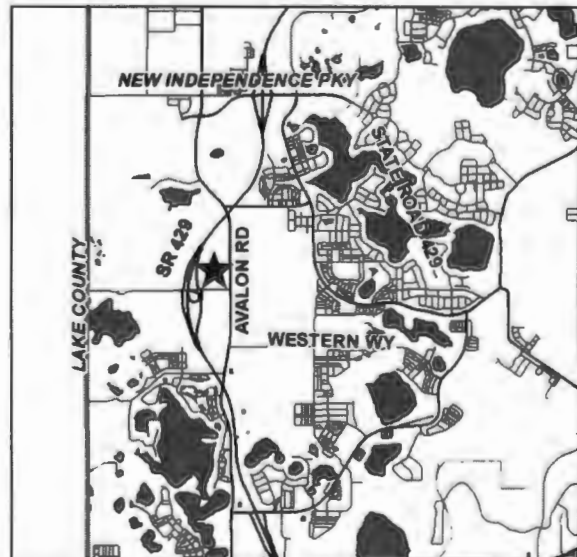 NEW INDEPENDENCE PKY
STATE ROAD 429
SR 429
AVALON RD
LAKE COUNTY
WESTERN WY